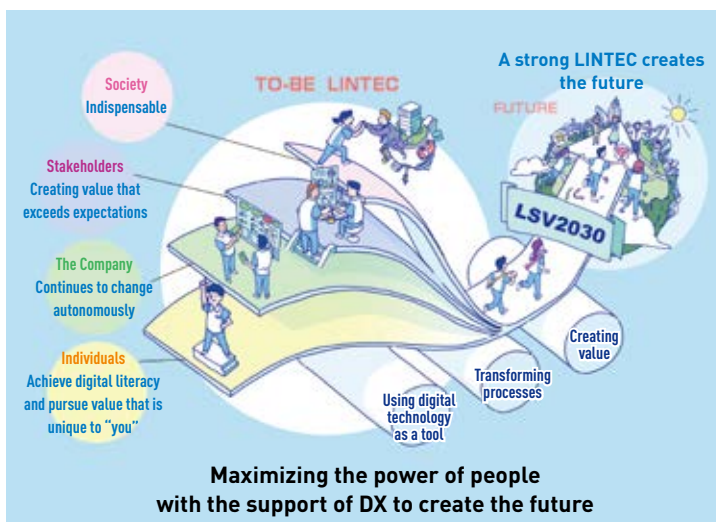 A strong LINTEC creates
the future
TO-BE LINTEC
FUTURE
Society
Indispensable
Stakeholders
Creating value that
exceeds expectations
LSV2030
The Company
Continues to change
autonomously
Individuals
Achieve digital literacy
and pursue value that is
unique to “you”
Creating
value
Transforming
processes
Using digital
technology
as a tool
Maximizing the power of people
with the support of DX to create the future